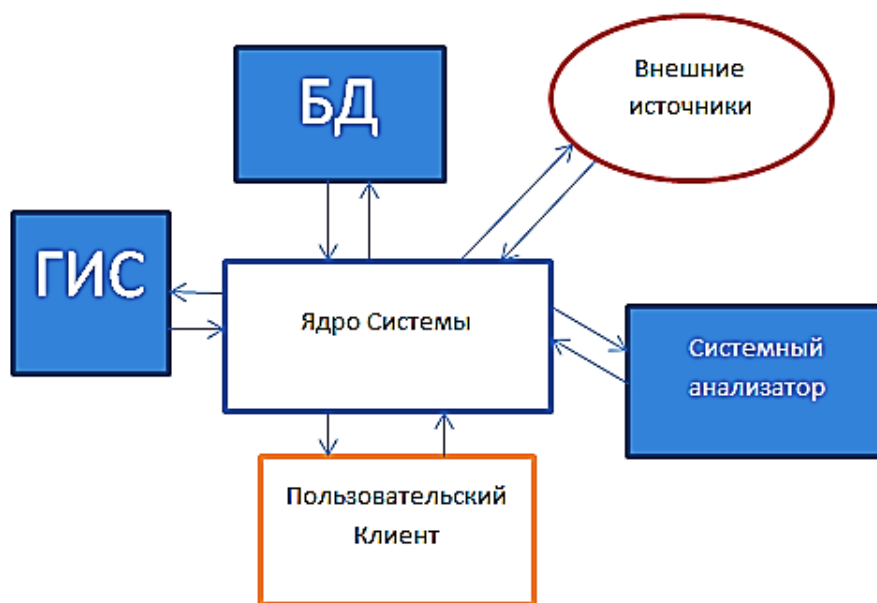 БД
Внешние
источники
ГИС
Ядро Системы
Системный
анализатор
Пользовательский
Клиент